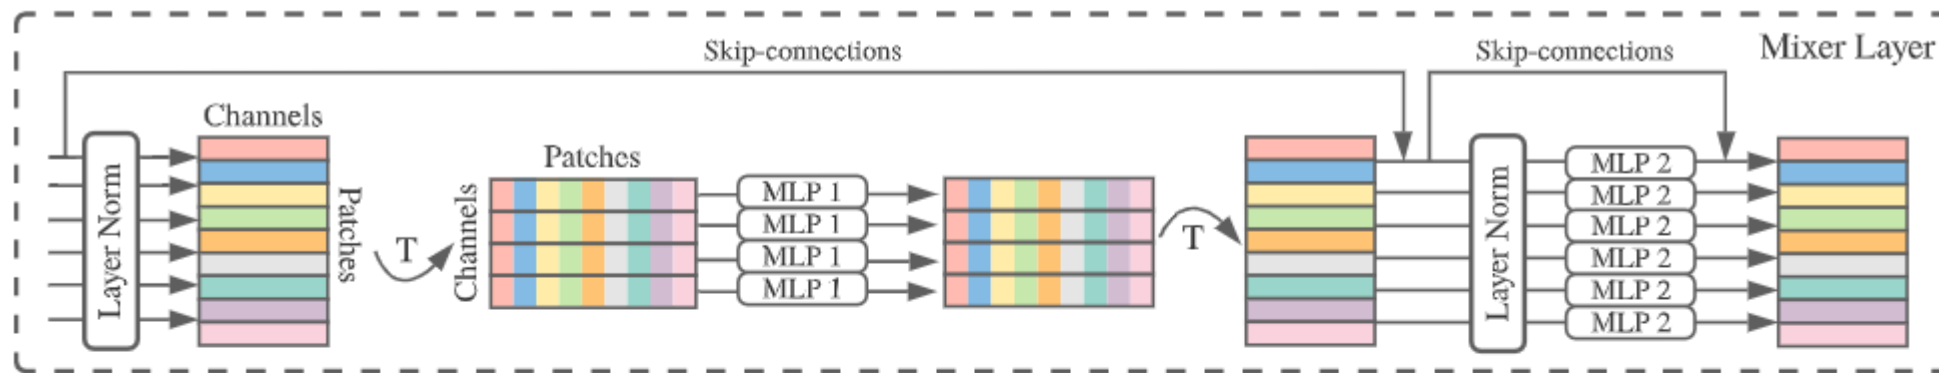 Skip-connections
Skip-connections
Mixer Layer
Channels
Patches
Layer Norm
Patches
T
Channels
MLP 1
MLP 1
MLP 1
MLP 1
T
Layer Norm
MLP 2
MLP 2
MLP 2
MLP 2
MLP 2
MLP 2